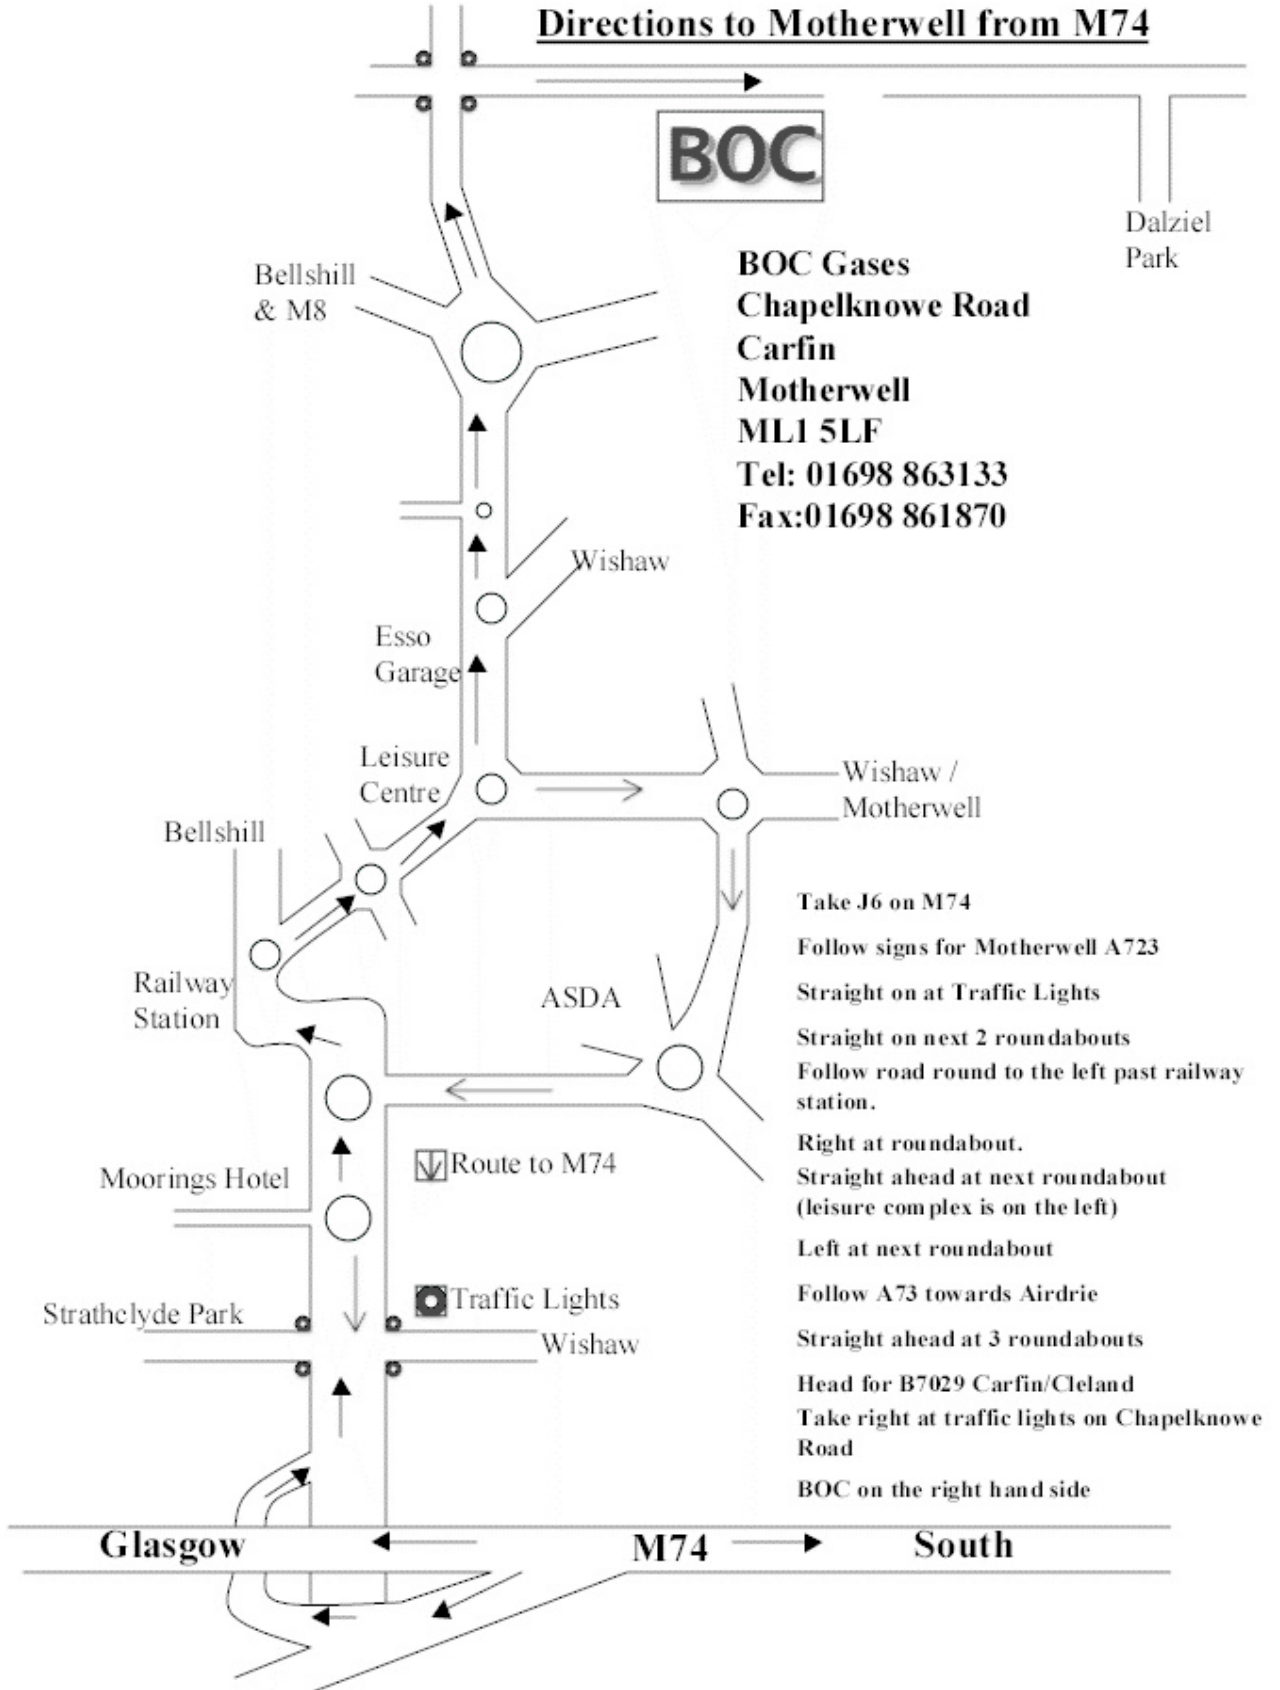 Directions to Motherwell from M74
BOC
Dalziel
Park
Bellshill
& M8
BOC Gases
Chapelknowe Road
Carfin
Motherwell
ML1 5LF
Tel: 01698 863133
Fax:01698 861870
Wishaw
Esso
Garage
Leisure
Centre
Wishaw /
Motherwell
Bellshill
Railway
Station
ASDA
Moorings Hotel
Route to M74
Strathclyde Park
Traffic Lights
Wishaw
Take J6 on M74
Follow signs for Motherwell A723
Straight on at Traffic Lights
Straight on next 2 roundabouts
Follow road round to the left past railway
station.
Right at roundabout.
Straight ahead at next roundabout
(leisure complex is on the left)
Left at next roundabout
Follow A73 towards Airdrie
Straight ahead at 3 roundabouts
Head for B7029 Carfin/Cleland
Take right at traffic lights on Chapelknowe
Road
BOC on the right hand side
Glasgow
M74
South